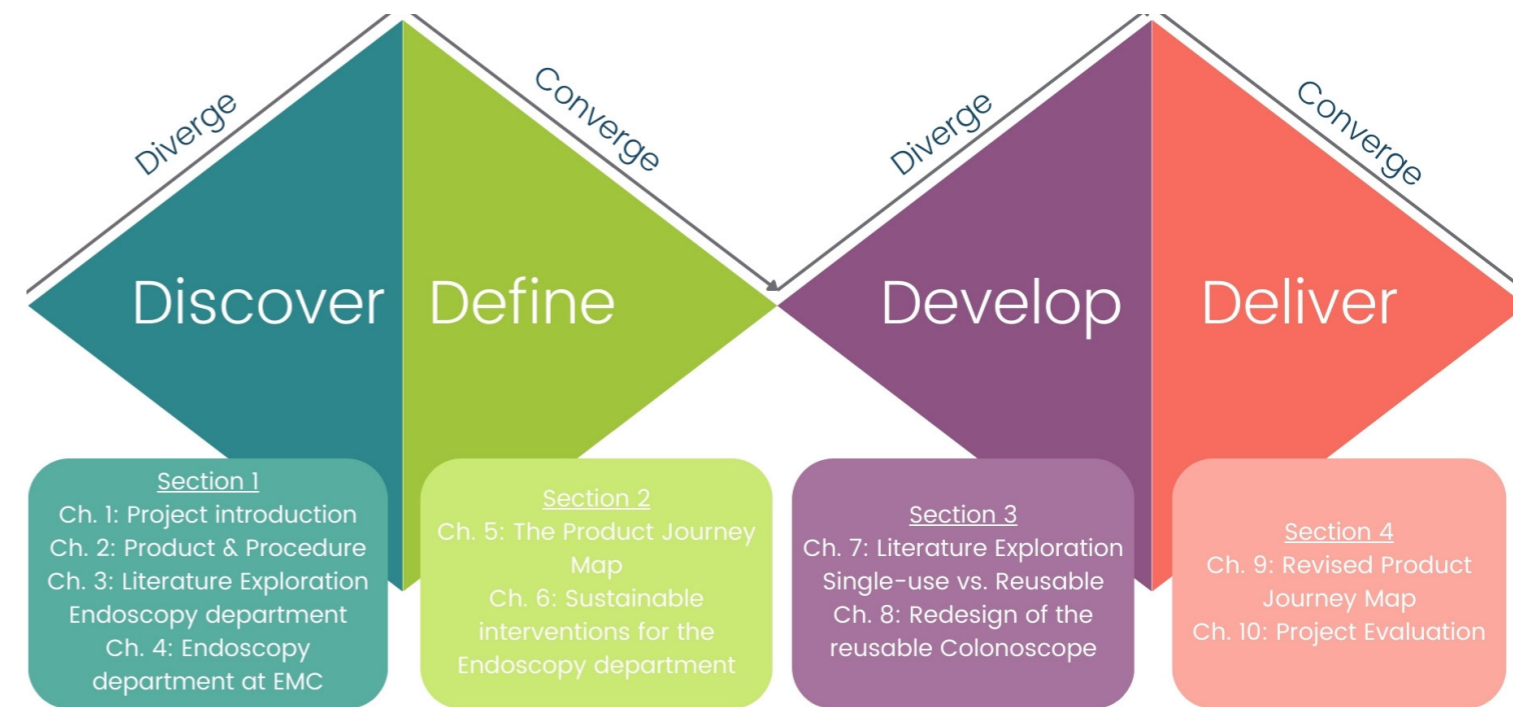 Diverge
Converge
Diverge
Converge
Discover
Define
Develop
Deliver
Section 1
Ch. 1: Project introduction
Ch. 2: Product & Procedure
Ch. 3: Literature Exploration
Endoscopy department
Ch. 4: Endoscopy
department at EMC
Section 2
Ch. 5: The Product Journey
Map
Ch. 6: Sustainable
interventions for the
Endoscopy department
Section 3
Ch. 7: Literature Exploration
Single-use vs. Reusable
Ch. 8: Redesign of the
reusable Colonoscope
Section 4
Ch. 9: Revised Product
Journey Map
Ch. 10: Project Evaluation